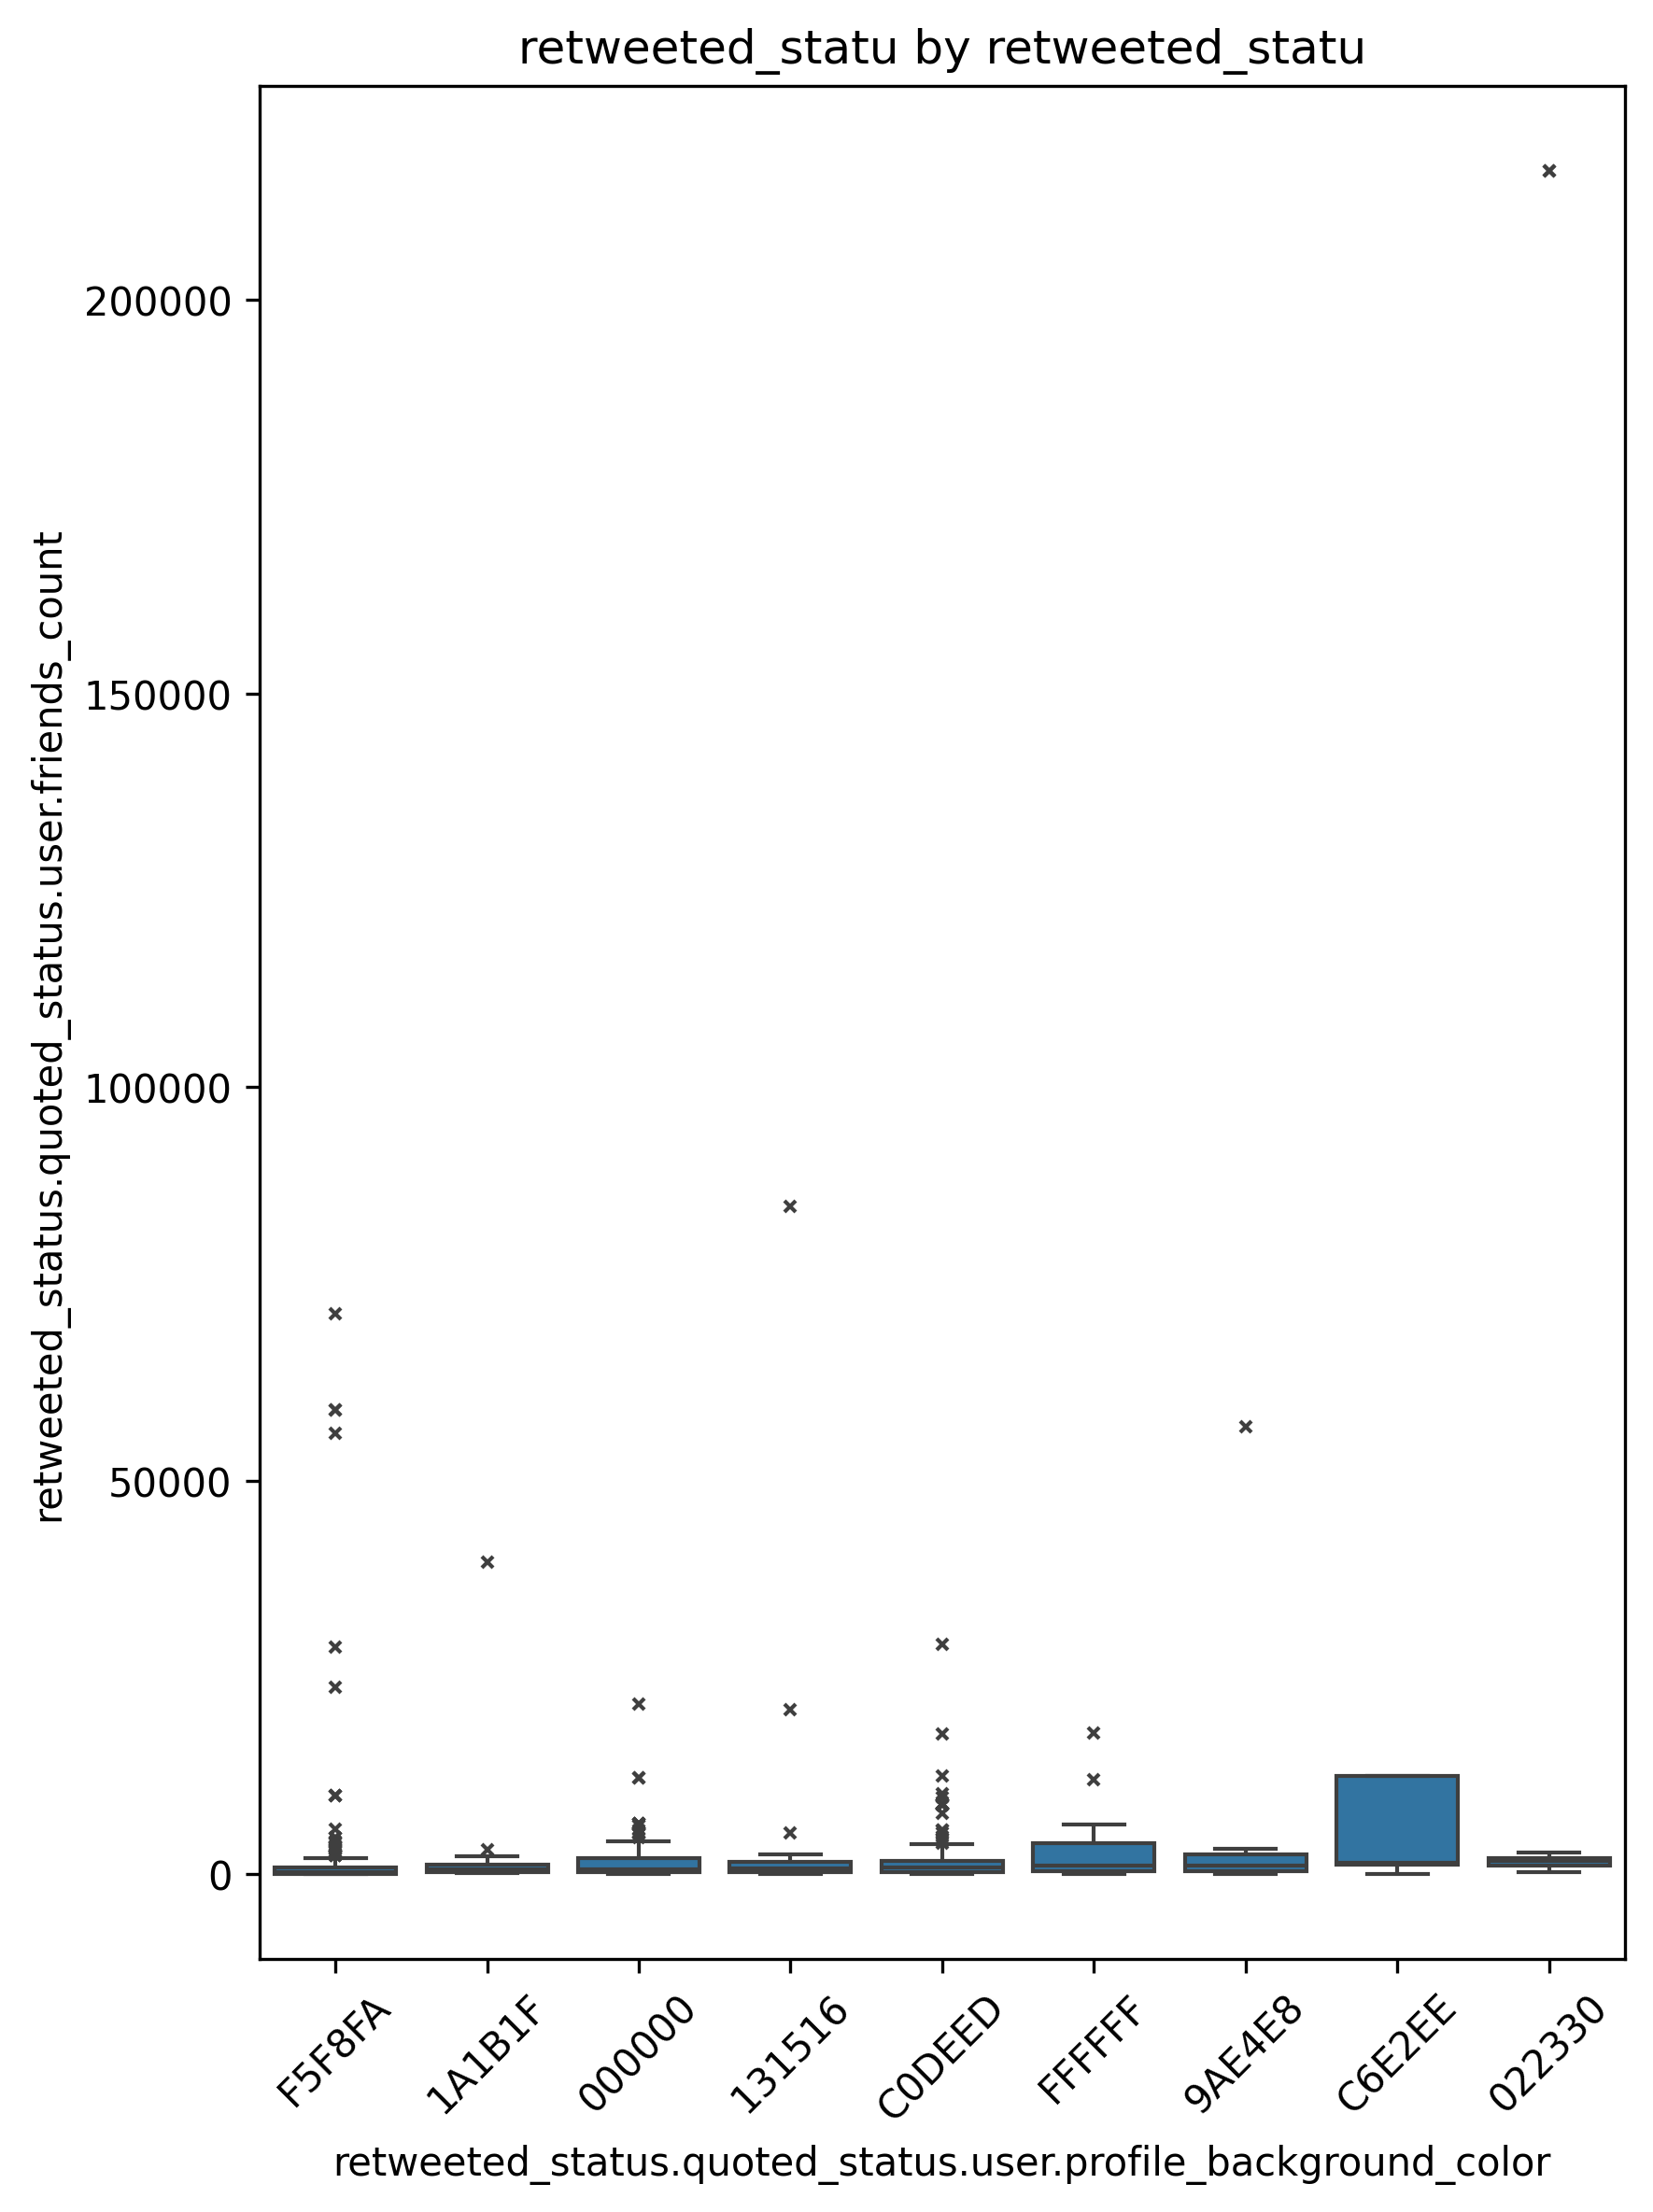 retweeted_statu by retweeted_statu
retweeted_status.quoted_status.user.friends_count
200000
150000
100000
50000
0
F5F8FA
1A1B1F
000000
131516
C0DEED
FFFFFF
9AE4E8
C6E2EE
022330
retweeted_status.quoted_status.user.profile_background_color